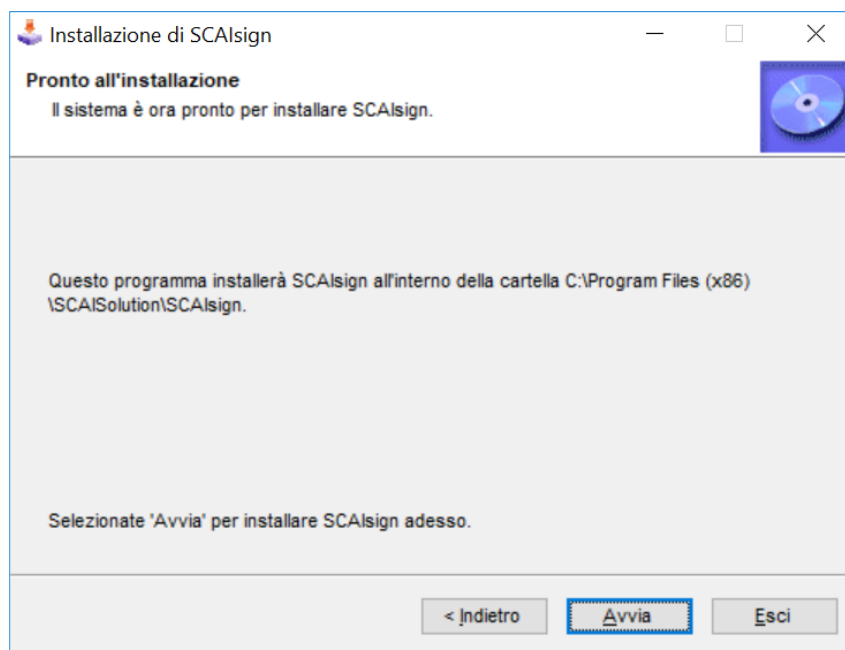 Installazione di SCAIsign
Pronto all'installazione
Il sistema è ora pronto per installare SCAIsign.
Questo programma installerà SCAIsign all'interno della cartella C:\Program Files (x86)
\SCAISolution\SCAIsign.
Selezionate 'Avvia' per installare SCAIsign adesso.
< Indietro Avvia Esci